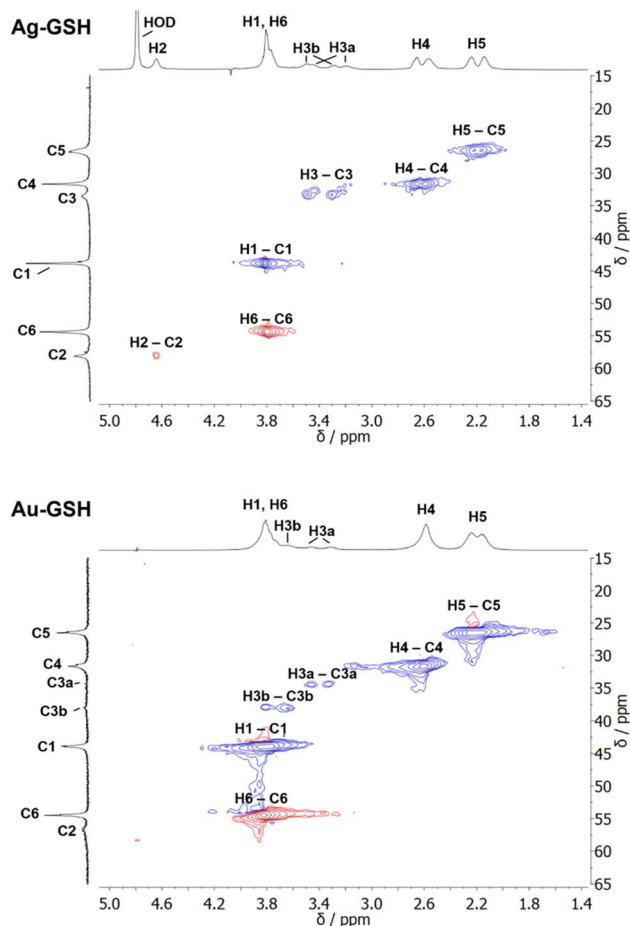 Ag-GSH
HOD
H2
H1, H6
H3b
H3a
H4
H5
C5
C4
C3
C1
C6
C2
H5 – C5
H4 – C4
H3 – C3
H1 – C1
H6 – C6
H2 – C2
15
20
25
30
35
40
45
50
55
60
65
δ / ppm
5.0 4.6 4.2 3.8 3.4 3.0 2.6 2.2 1.8 1.4
δ / ppm
Au-GSH
H1, H6
H3b
H3a
H4
H5
C5
C4
C3a
C3b
C1
C6
C2
H5 – C5
H4 – C4
H3a – C3a
H3b – C3b
H1 – C1
H6 – C6
15
20
25
30
35
40
45
50
55
60
65
δ / ppm
5.0 4.6 4.2 3.8 3.4 3.0 2.6 2.2 1.8 1.4
δ / ppm